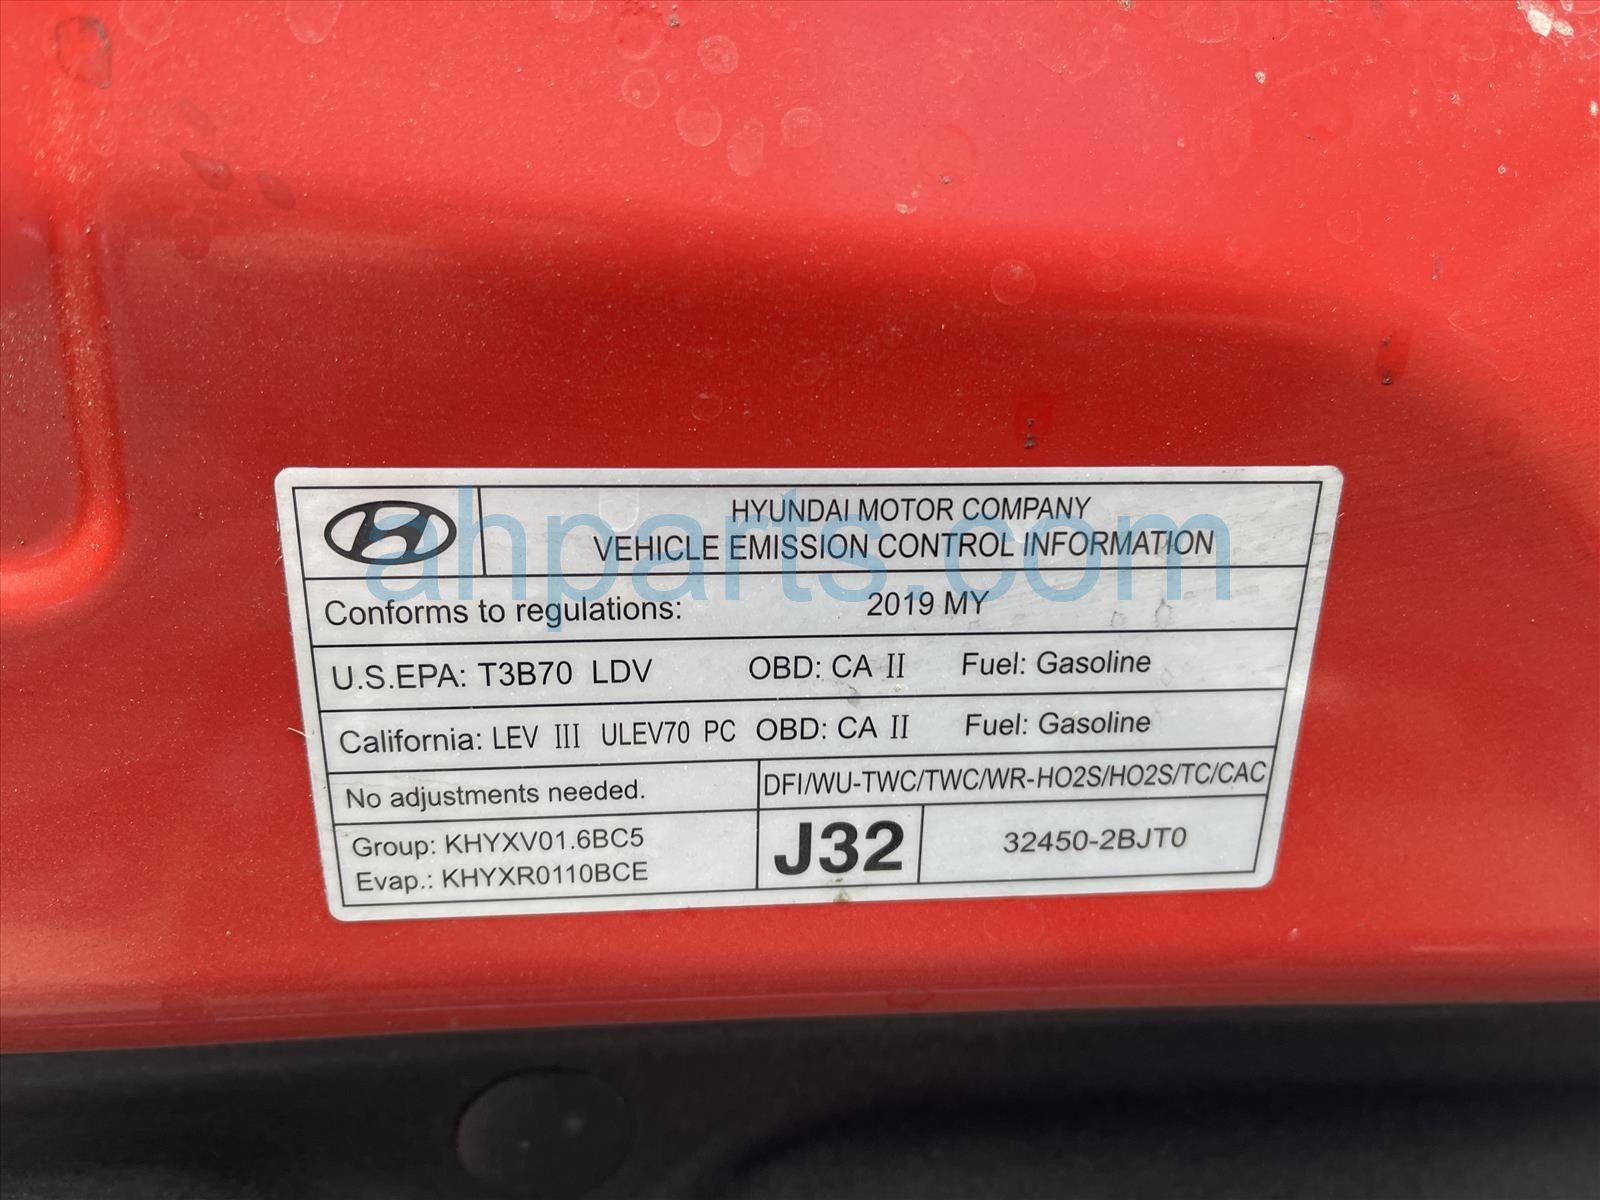 HYUNDAI MOTOR COMPANY
VEHICLE EMISSION CONTROL INFORMATION
Conforms to regulations: 2019 MY
U.S.EPA: T3B70 LDV OBD: CA II Fuel: Gasoline
California: LEV III ULEV70 PC OBD: CA II Fuel: Gasoline
No adjustments needed. DFI/WU-TWC/TWC/WR-HO2S/HO2S/TC/CAC
Group: KHYXV01.6BC5
Evap.: KHYXR0110BCE
J32
32450-2BJT0
ahparts.com